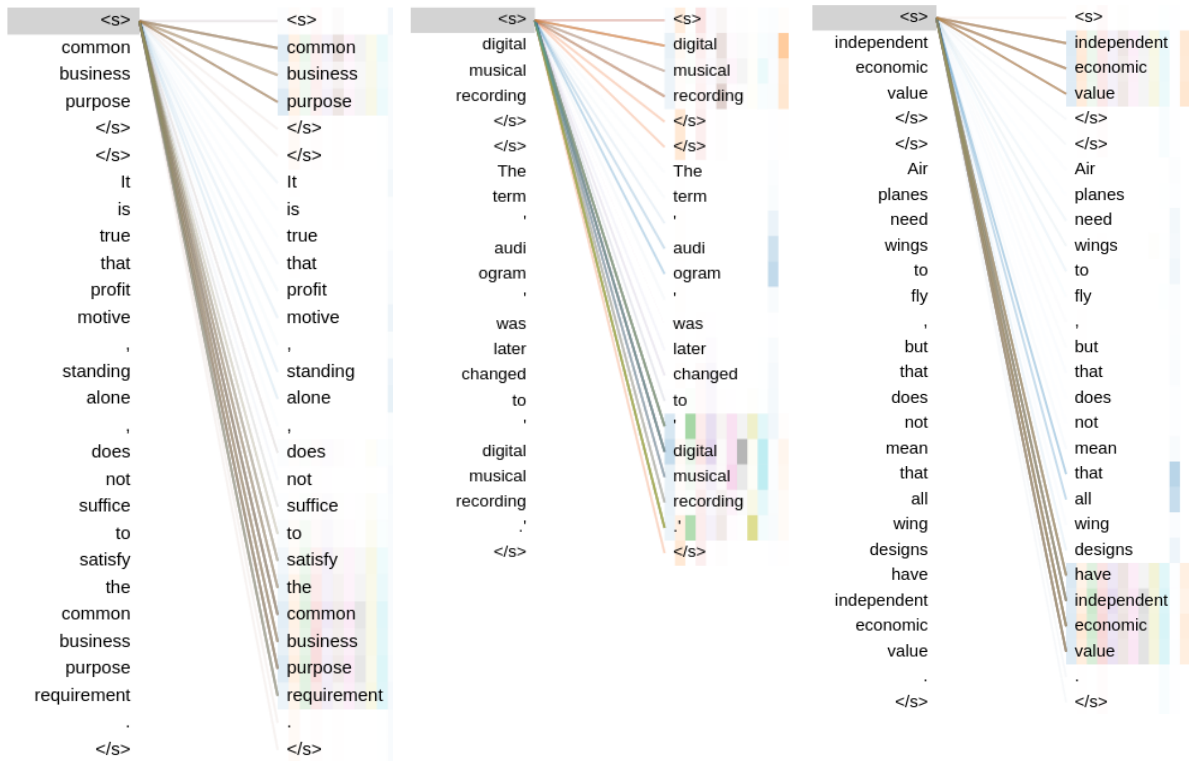 <s> <s>
common common
business business
purpose purpose
</s> </s>
</s> </s>
It It
is is
true true
that that
profit profit
motive motive
, ,
standing standing
alone alone
, ,
does does
not not
suffice suffice
to to
satisfy satisfy
the the
common common
business business
purpose purpose
requirement requirement
. .
</s> </s>
<s> <s>
digital digital
musical musical
recording recording
</s> </s>
</s> </s>
The The
term term
' '
audi audi
ogram ogram
' '
was was
later later
changed changed
to to
' '
digital digital
musical musical
recording recording
.' .'
</s> </s>
<s> <s>
independent independent
economic economic
value value
</s> </s>
</s> </s>
Air Air
planes planes
need need
wings wings
to to
fly fly
, ,
but but
that that
does does
not not
mean mean
that that
all all
wing wing
designs designs
have have
independent independent
economic economic
value value
. .
</s> </s>